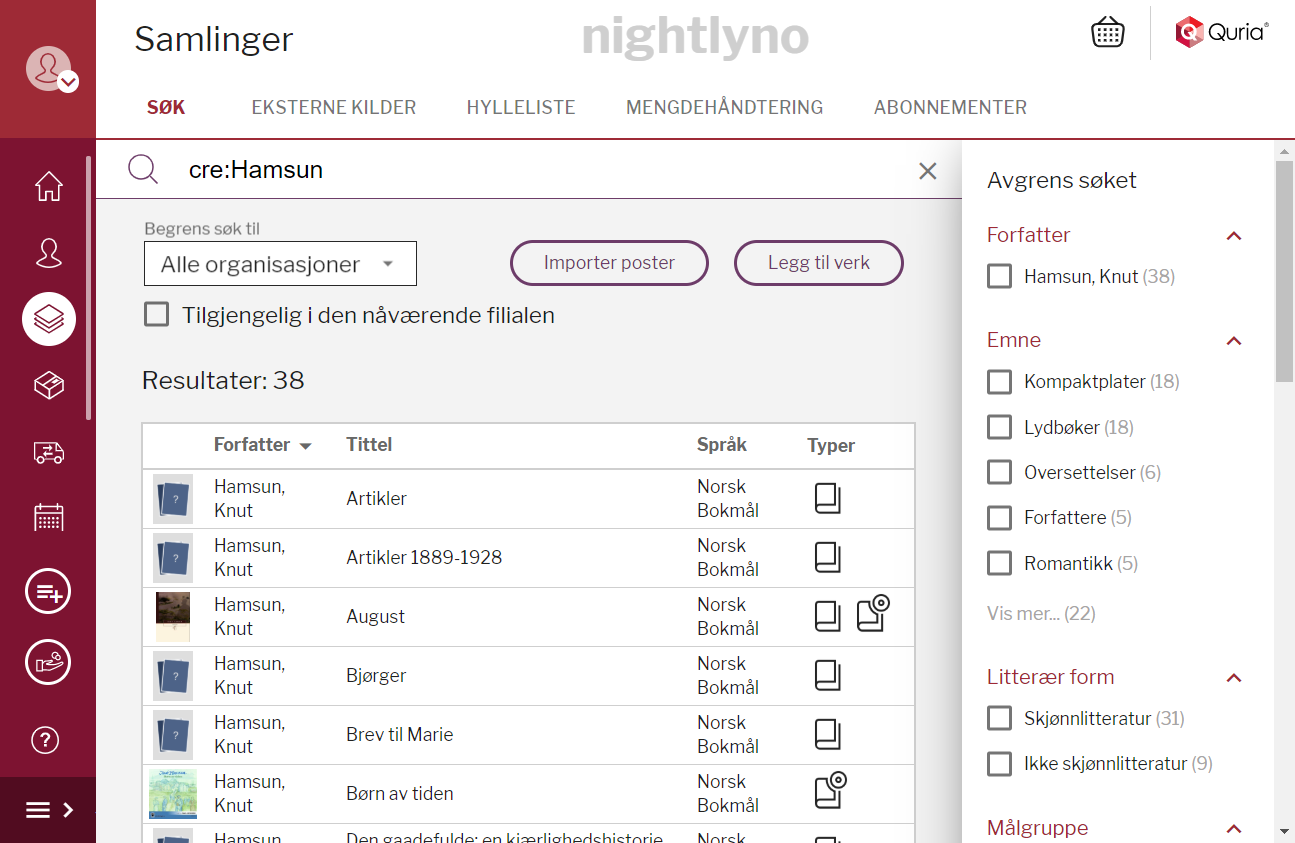 Samlinger
nightlyno
Quria®
SØK
EKSTERNE KILDER
HYLLELISTE
MENGDEHÅNDTERING
ABONNEMENTER
cre:Hamsun
Begrens søk til
Alle organisasjoner
Importer poster
Legg til verk
Tilgjengelig i den nåværende filialen
Resultater: 38
Forfatter Tittel Språk Typer
Hamsun, Knut Artikler Norsk Bokmål
Hamsun, Knut Artikler 1889-1928 Norsk Bokmål
Hamsun, Knut August Norsk Bokmål
Hamsun, Knut Bjørger Norsk Bokmål
Hamsun, Knut Brev til Marie Norsk Bokmål
Hamsun, Knut Børn av tiden Norsk Bokmål
Hamsun, Den gaadefulde: en kjærlighedshistorie Norsk
Avgrens søket
Forfatter
Hamsun, Knut (38)
Emne
Kompaktplater (18)
Lydbøker (18)
Oversettelser (6)
Forfattere (5)
Romantikk (5)
Vis mer... (22)
Litterær form
Skjønnlitteratur (31)
Ikke skjønnlitteratur (9)
Målgruppe